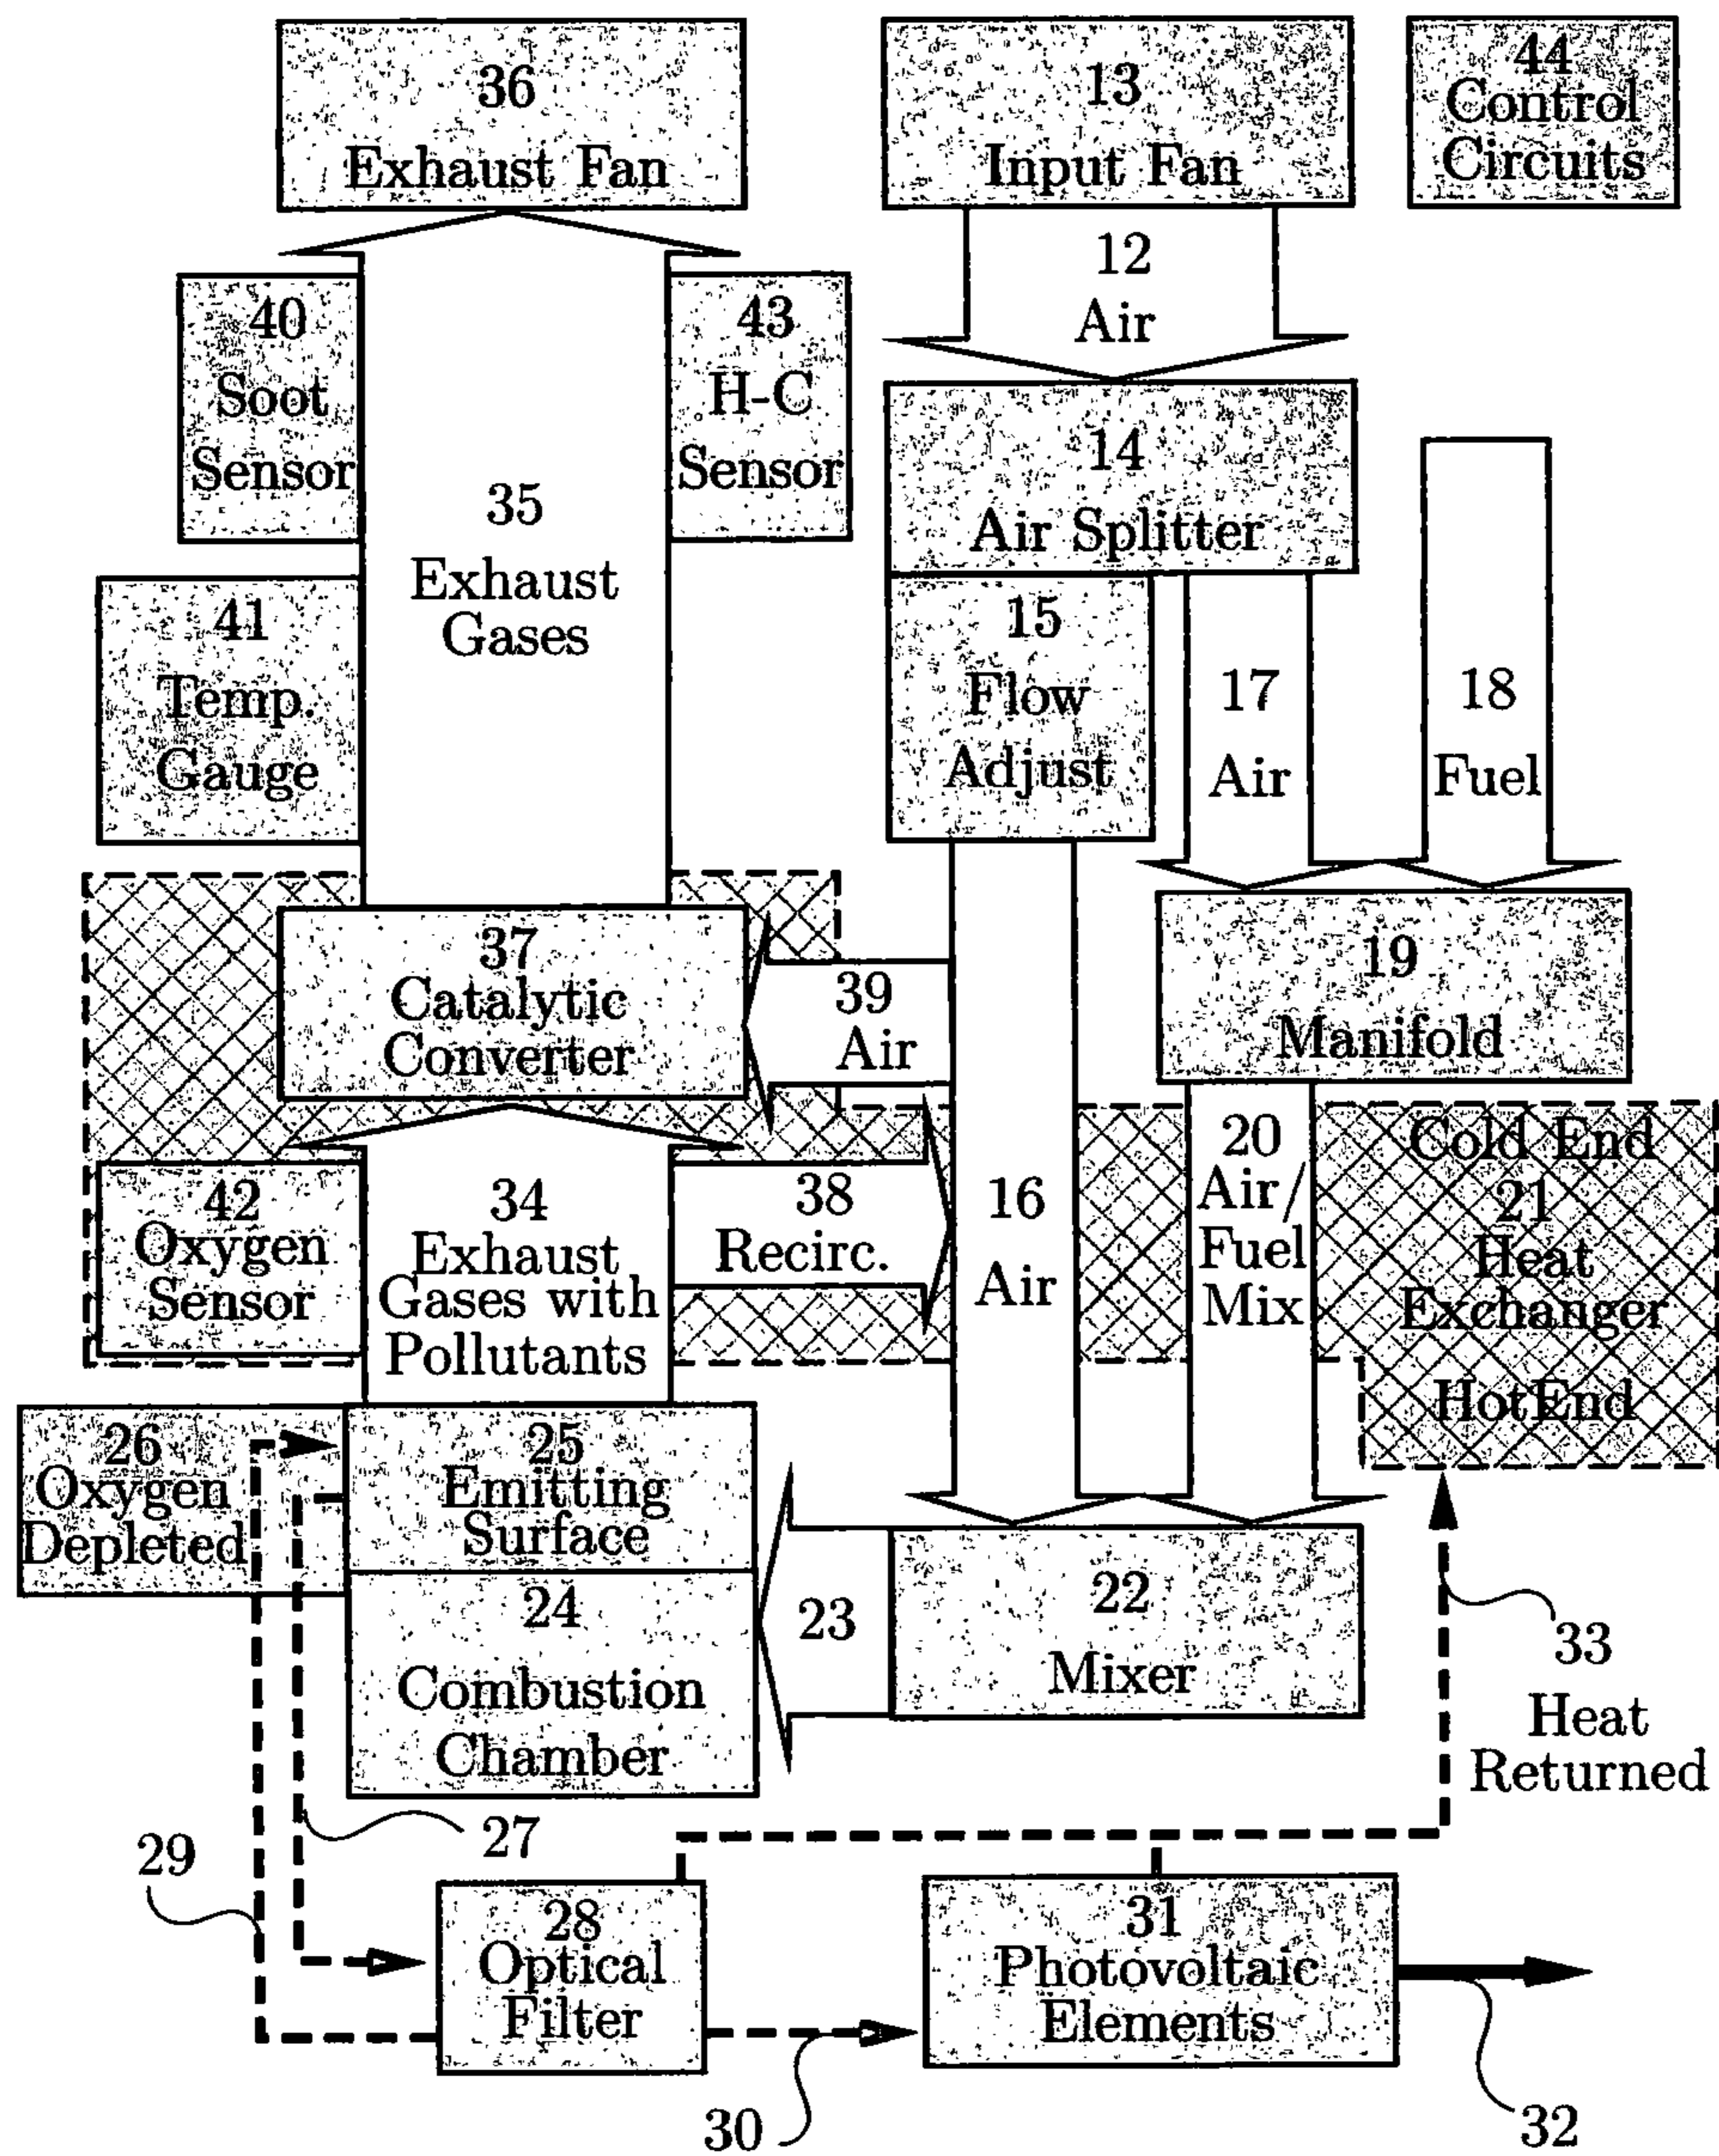 36
Exhaust Fan
13
Input Fan
44
Control
Circuits
12
Air
40
Soot
Sensor
43
H-C
Sensor
35
Exhaust
Gases
14
Air Splitter
41
Temp.
Gauge
15
Flow
Adjust
17
Air
18
Fuel
37
Catalytic
Converter
39
Air
19
Manifold
42
Oxygen
Sensor
34
Exhaust
Gases with
Pollutants
38
Recirc.
16
Air
20
Air/
Fuel
Mix
Cold End
21
Heat
Exchanger
Hot End
26
Oxygen
Depleted
25
Emitting
Surface
24
Combustion
Chamber
23
22
Mixer
33
Heat
Returned
29
27
28
Optical
Filter
31
Photovoltaic
Elements
30
32